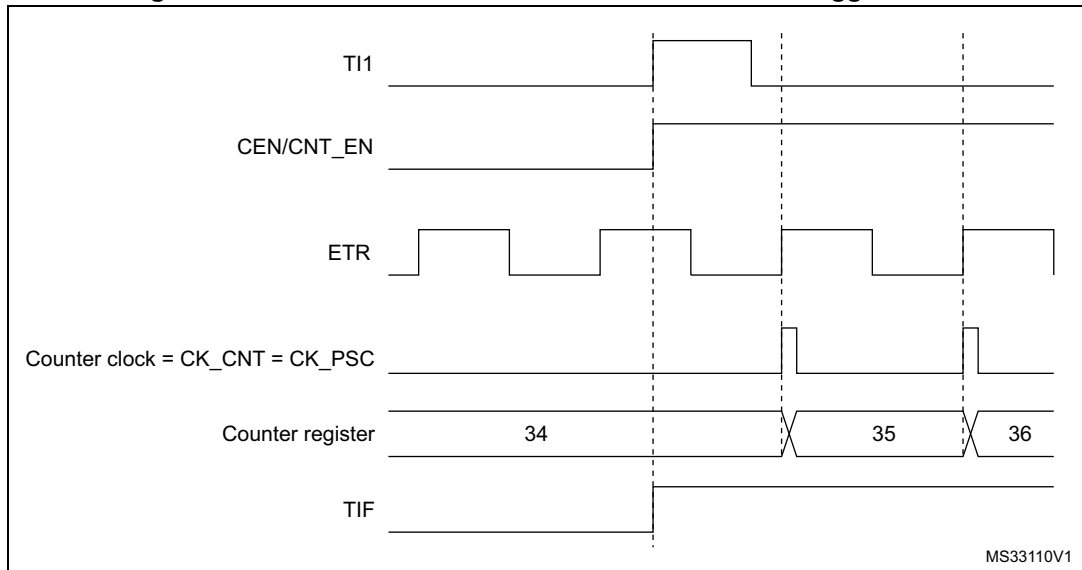 TI1
CEN/CNT_EN
ETR
Counter clock = CK_CNT = CK_PSC
Counter register 34 35 36
TIF
MS33110V1